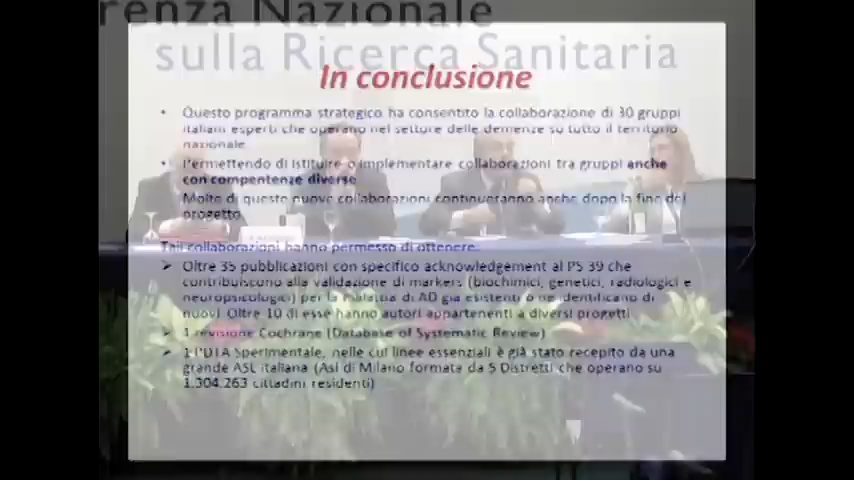 renza Nazionale
sulla Ricerca Sanitaria
In conclusione
• Questo programma strategico ha consentito la collaborazione di 30 gruppi
italiani esperti che operano nel settore delle demenze su tutto il territorio
nazionale
• Permettendo di istituire o implementare collaborazioni tra gruppi anche
con compentenze diverse
Molte di queste nuove collaborazioni continueranno anche dopo la fine del
progetto
Tali collaborazioni hanno permesso di ottenere:
➢ Oltre 35 pubblicazioni con specifico acknowledgement al PS 39 che
contribuiscono alla validazione di markers (biochimici, genetici, radiologici e
neuropsicologici) per la malattia di AD già esistenti o ne identificano di
nuovi. Oltre 10 di esse hanno autori appartenenti a diversi progetti
➢ 1 revisione Cochrane (Database of Systematic Review)
➢ 1 PDTA Sperimentale, nelle cui linee essenziali è già stato recepito da una
grande ASL italiana (Asl di Milano formata da 5 Distretti che operano su
1.304.263 cittadini residenti)